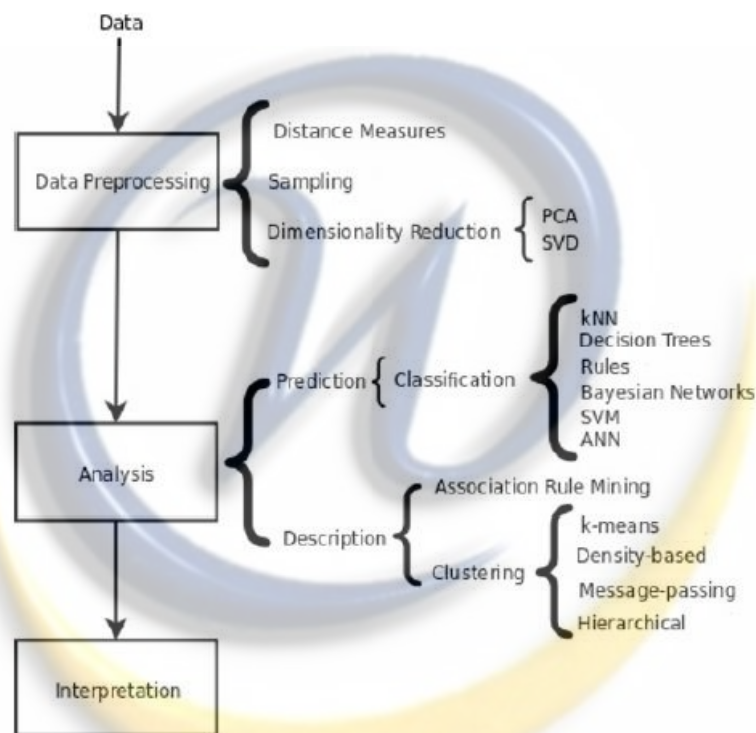 Data
Data Preprocessing
Distance Measures
Sampling
Dimensionality Reduction
PCA
SVD
Analysis
Prediction
Classification
kNN
Decision Trees
Rules
Bayesian Networks
SVM
ANN
Description
Association Rule Mining
Clustering
k-means
Density-based
Message-passing
Hierarchical
Interpretation